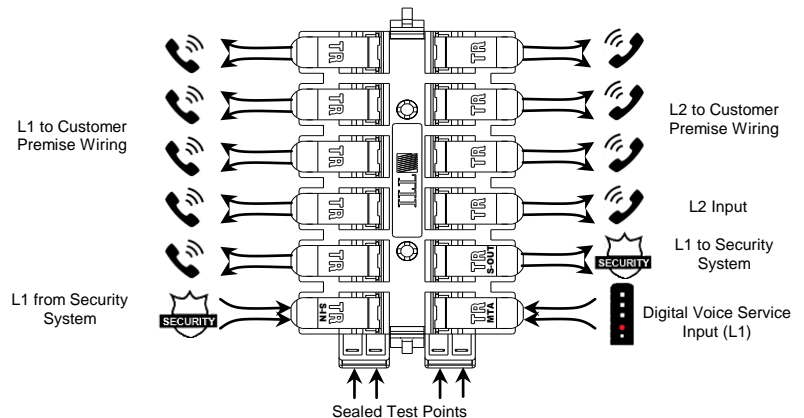 TR
TR
TR
TR
L1 to Customer
Premise Wiring
L2 to Customer
Premise Wiring
TR
TR
TII
TR
TR
L2 Input
TR
TR
S-OUT
L1 to Security
System
SECURITY
L1 from Security
System
SECURITY
TR
S-IN
TR
MTA
Digital Voice Service
Input (L1)
Sealed Test Points